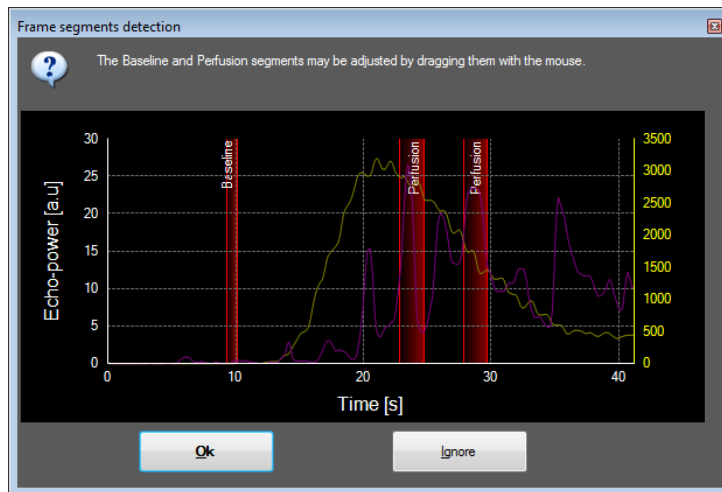 Frame segments detection
The Baseline and Perfusion segments may be adjusted by dragging them with the mouse.
Echo-power [a.u]
30
25
20
15
10
5
0
Baseline
Perfusion
Perfusion
3500
3000
2500
2000
1500
1000
500
0
0 10 20 30 40
Time [s]
Ok
Ignore